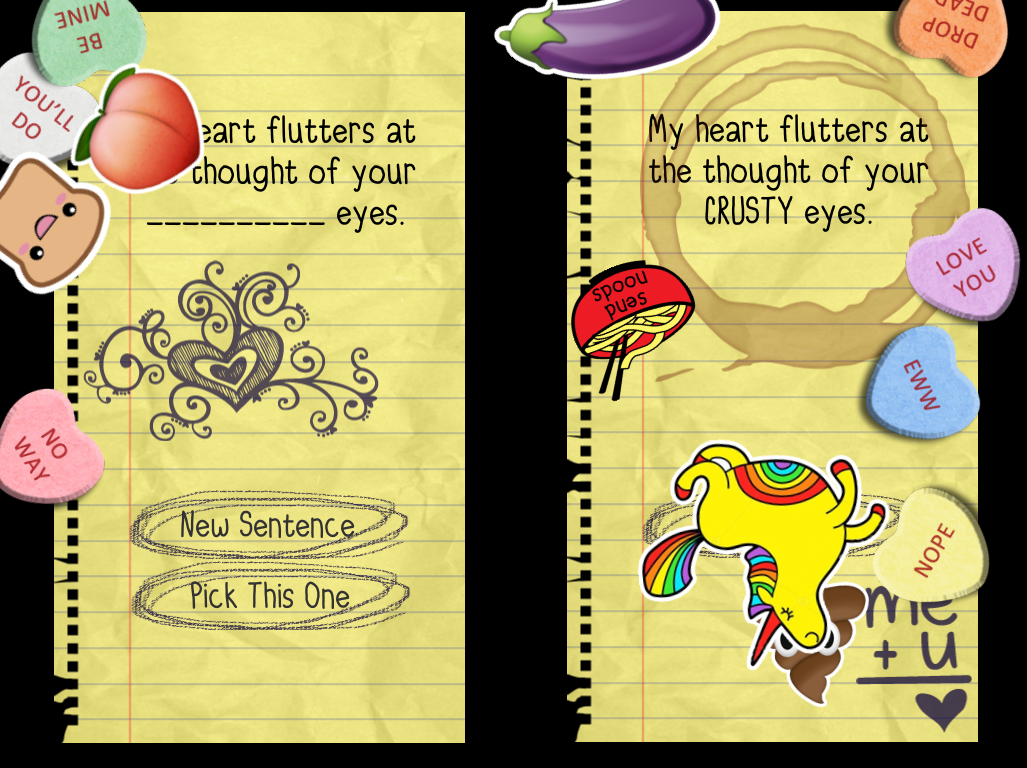 BE
MINE
YOU'LL
DO
eart flutters at
thought of your
__________ eyes.
NO
WAY
New Sentence
Pick This One
DROP
DEAD
My heart flutters at
the thought of your
CRUSTY eyes.
LOVE
YOU
send
noods
EWW
NOPE
me
+ u